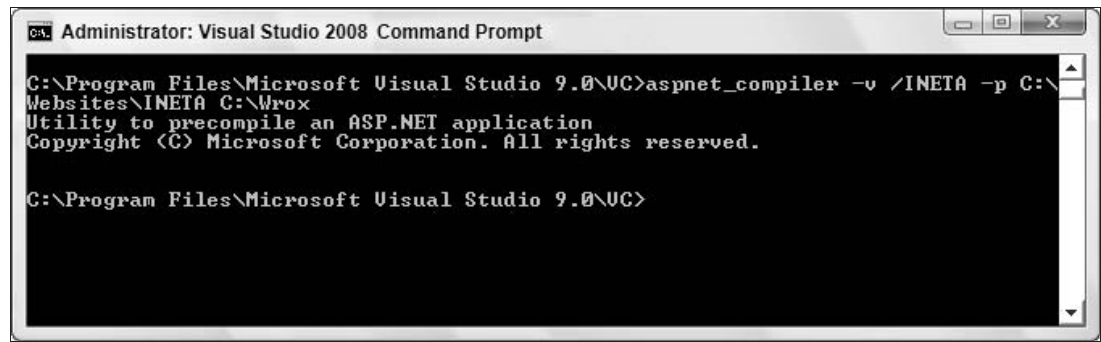 Administrator: Visual Studio 2008 Command Prompt
C:\Program Files\Microsoft Visual Studio 9.0\VC>aspnet_compiler -v /INETA -p C:\
Websites\INETA C:\Wrox
Utility to precompile an ASP.NET application
Copyright (C) Microsoft Corporation. All rights reserved.
C:\Program Files\Microsoft Visual Studio 9.0\VC>